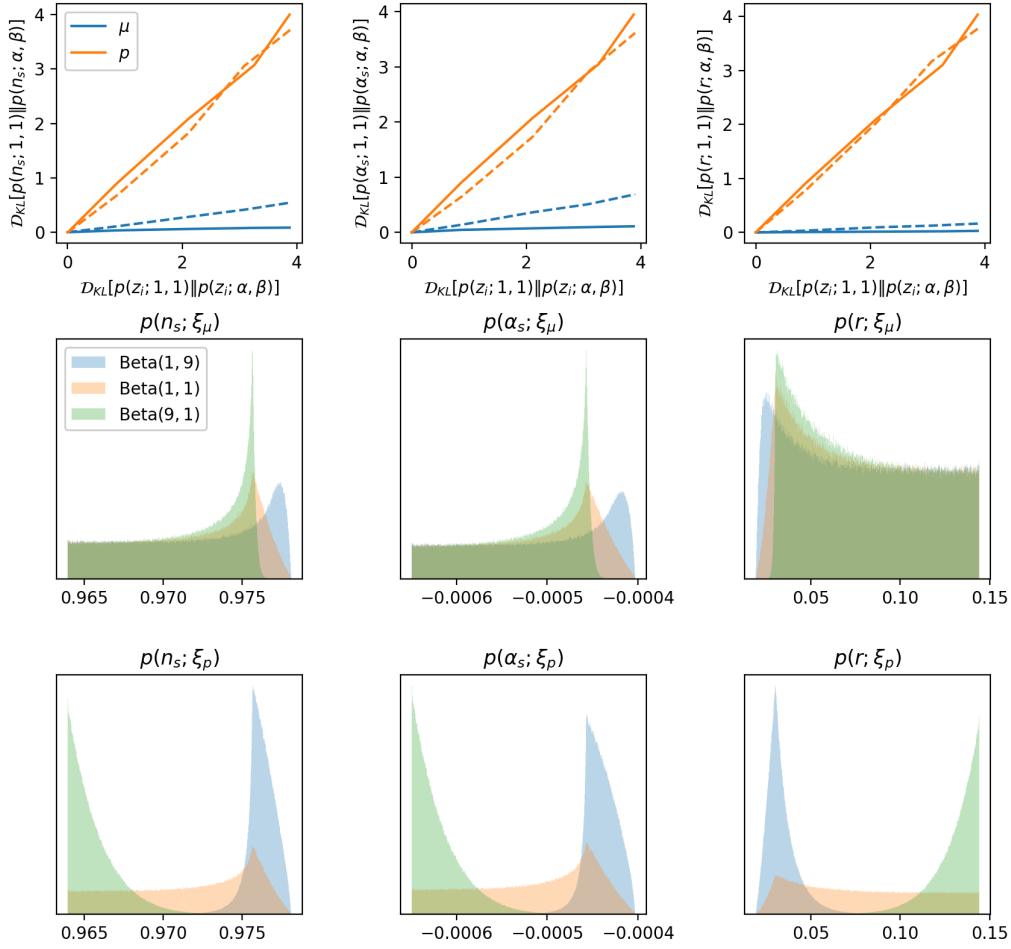 𝒟_KL[p(n_s; 1, 1)‖p(n_s; α, β)]
4
3
2
1
0
μ
p
0 2 4
𝒟_KL[p(z_i; 1, 1)‖p(z_i; α, β)]
𝒟_KL[p(α_s; 1, 1)‖p(α_s; α, β)]
4
3
2
1
0
0 2 4
𝒟_KL[p(z_i; 1, 1)‖p(z_i; α, β)]
𝒟_KL[p(r; 1, 1)‖p(r; α, β)]
4
3
2
1
0
0 2 4
𝒟_KL[p(z_i; 1, 1)‖p(z_i; α, β)]
p(n_s; ξ_μ)
Beta(1, 9)
Beta(1, 1)
Beta(9, 1)
0.965 0.970 0.975
p(α_s; ξ_μ)
−0.0006 −0.0005 −0.0004
p(r; ξ_μ)
0.05 0.10 0.15
p(n_s; ξ_p)
0.965 0.970 0.975
p(α_s; ξ_p)
−0.0006 −0.0005 −0.0004
p(r; ξ_p)
0.05 0.10 0.15